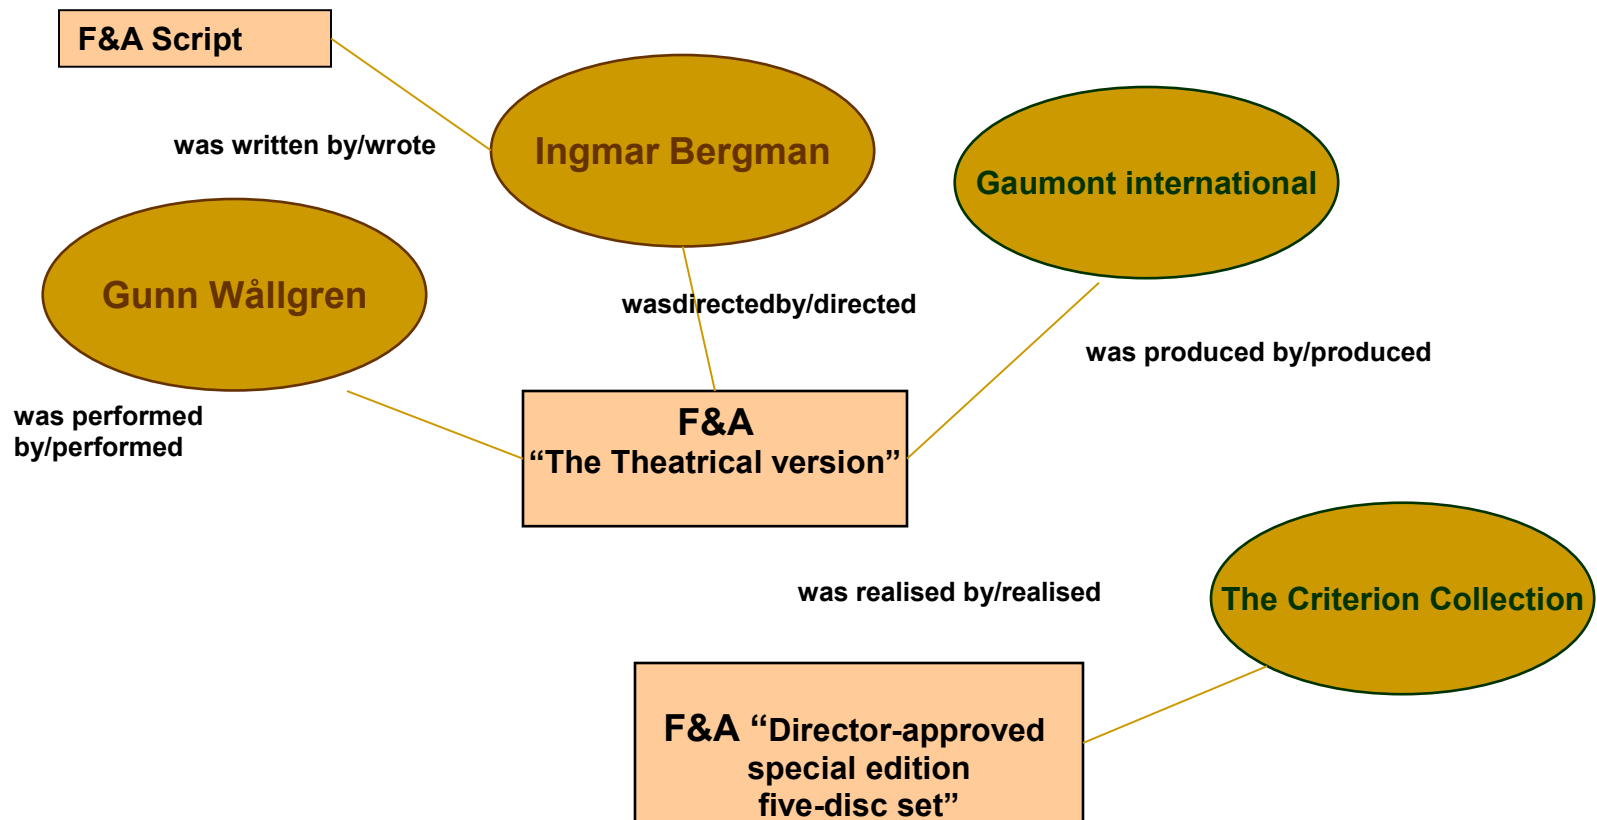 F&A Script
Ingmar Bergman
was written by/wrote
Gaumont international
Gunn Wållgren
wasdirectedby/directed
was produced by/produced
was performed
by/performed
F&A
“The Theatrical version”
was realised by/realised
The Criterion Collection
F&A “Director-approved
special edition
five-disc set”